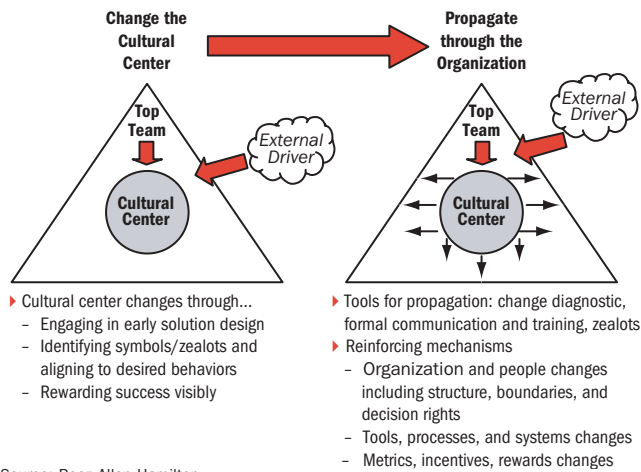 Change the
Cultural
Center
Propagate
through the
Organization
Top
Team
External
Driver
Cultural
Center
Top
Team
External
Driver
Cultural
Center
Cultural center changes through...
– Engaging in early solution design
– Identifying symbols/zealots and
aligning to desired behaviors
– Rewarding success visibly
Tools for propagation: change diagnostic,
formal communication and training, zealots
Reinforcing mechanisms
– Organization and people changes
including structure, boundaries, and
decision rights
– Tools, processes, and systems changes
– Metrics, incentives, rewards changes